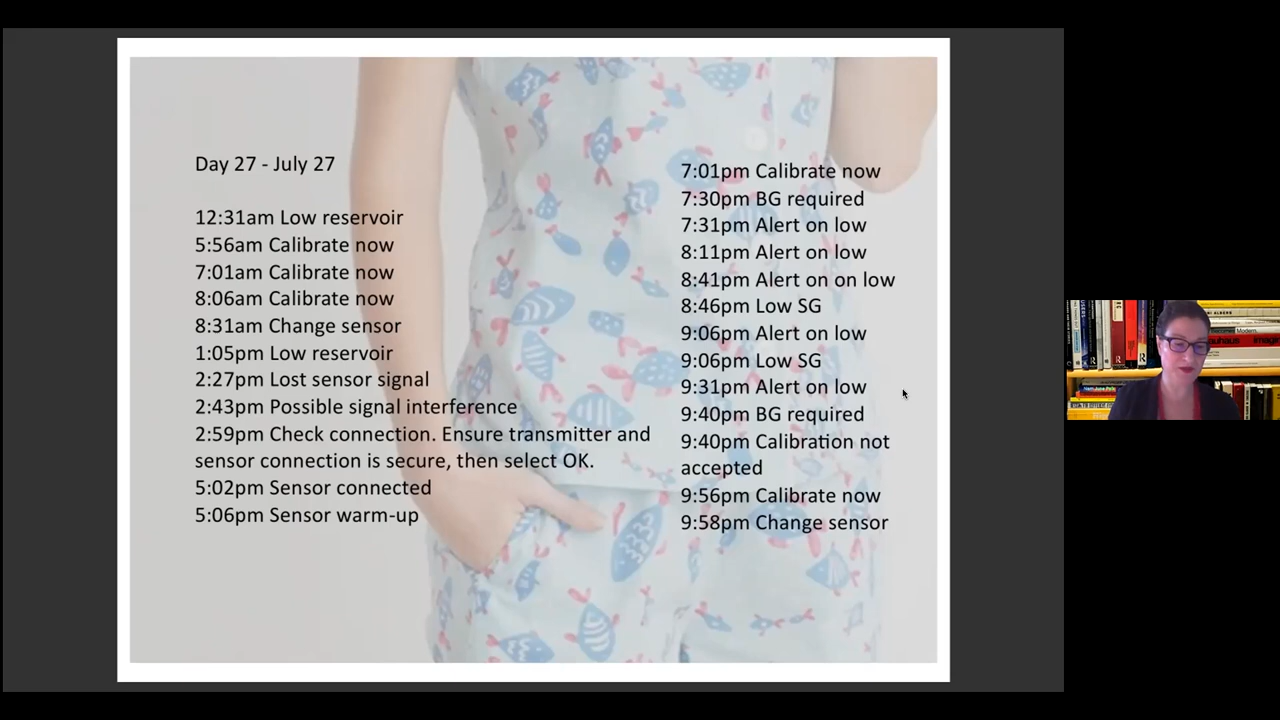 Day 27 - July 27
12:31am Low reservoir
5:56am Calibrate now
7:01am Calibrate now
8:06am Calibrate now
8:31am Change sensor
1:05pm Low reservoir
2:27pm Lost sensor signal
2:43pm Possible signal interference
2:59pm Check connection. Ensure transmitter and
sensor connection is secure, then select OK.
5:02pm Sensor connected
5:06pm Sensor warm-up
7:01pm Calibrate now
7:30pm BG required
7:31pm Alert on low
8:11pm Alert on low
8:41pm Alert on on low
8:46pm Low SG
9:06pm Alert on low
9:06pm Low SG
9:31pm Alert on low
9:40pm BG required
9:40pm Calibration not
accepted
9:56pm Calibrate now
9:58pm Change sensor